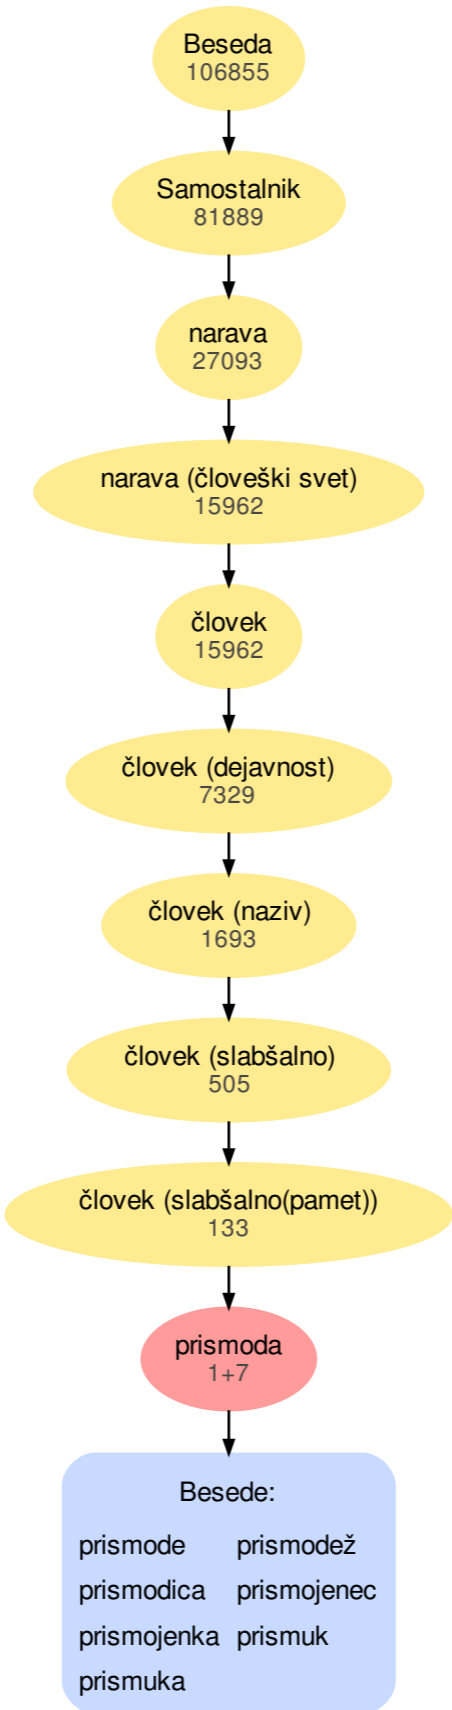 Beseda
106855
Samostalnik
81889
narava
27093
narava (človeški svet)
15962
človek
15962
človek (dejavnost)
7329
človek (naziv)
1693
človek (slabšalno)
505
človek (slabšalno(pamet))
133
prismoda
1+7
Besede:
prismode prismodež
prismodica prismojenec
prismojenka prismuk
prismuka